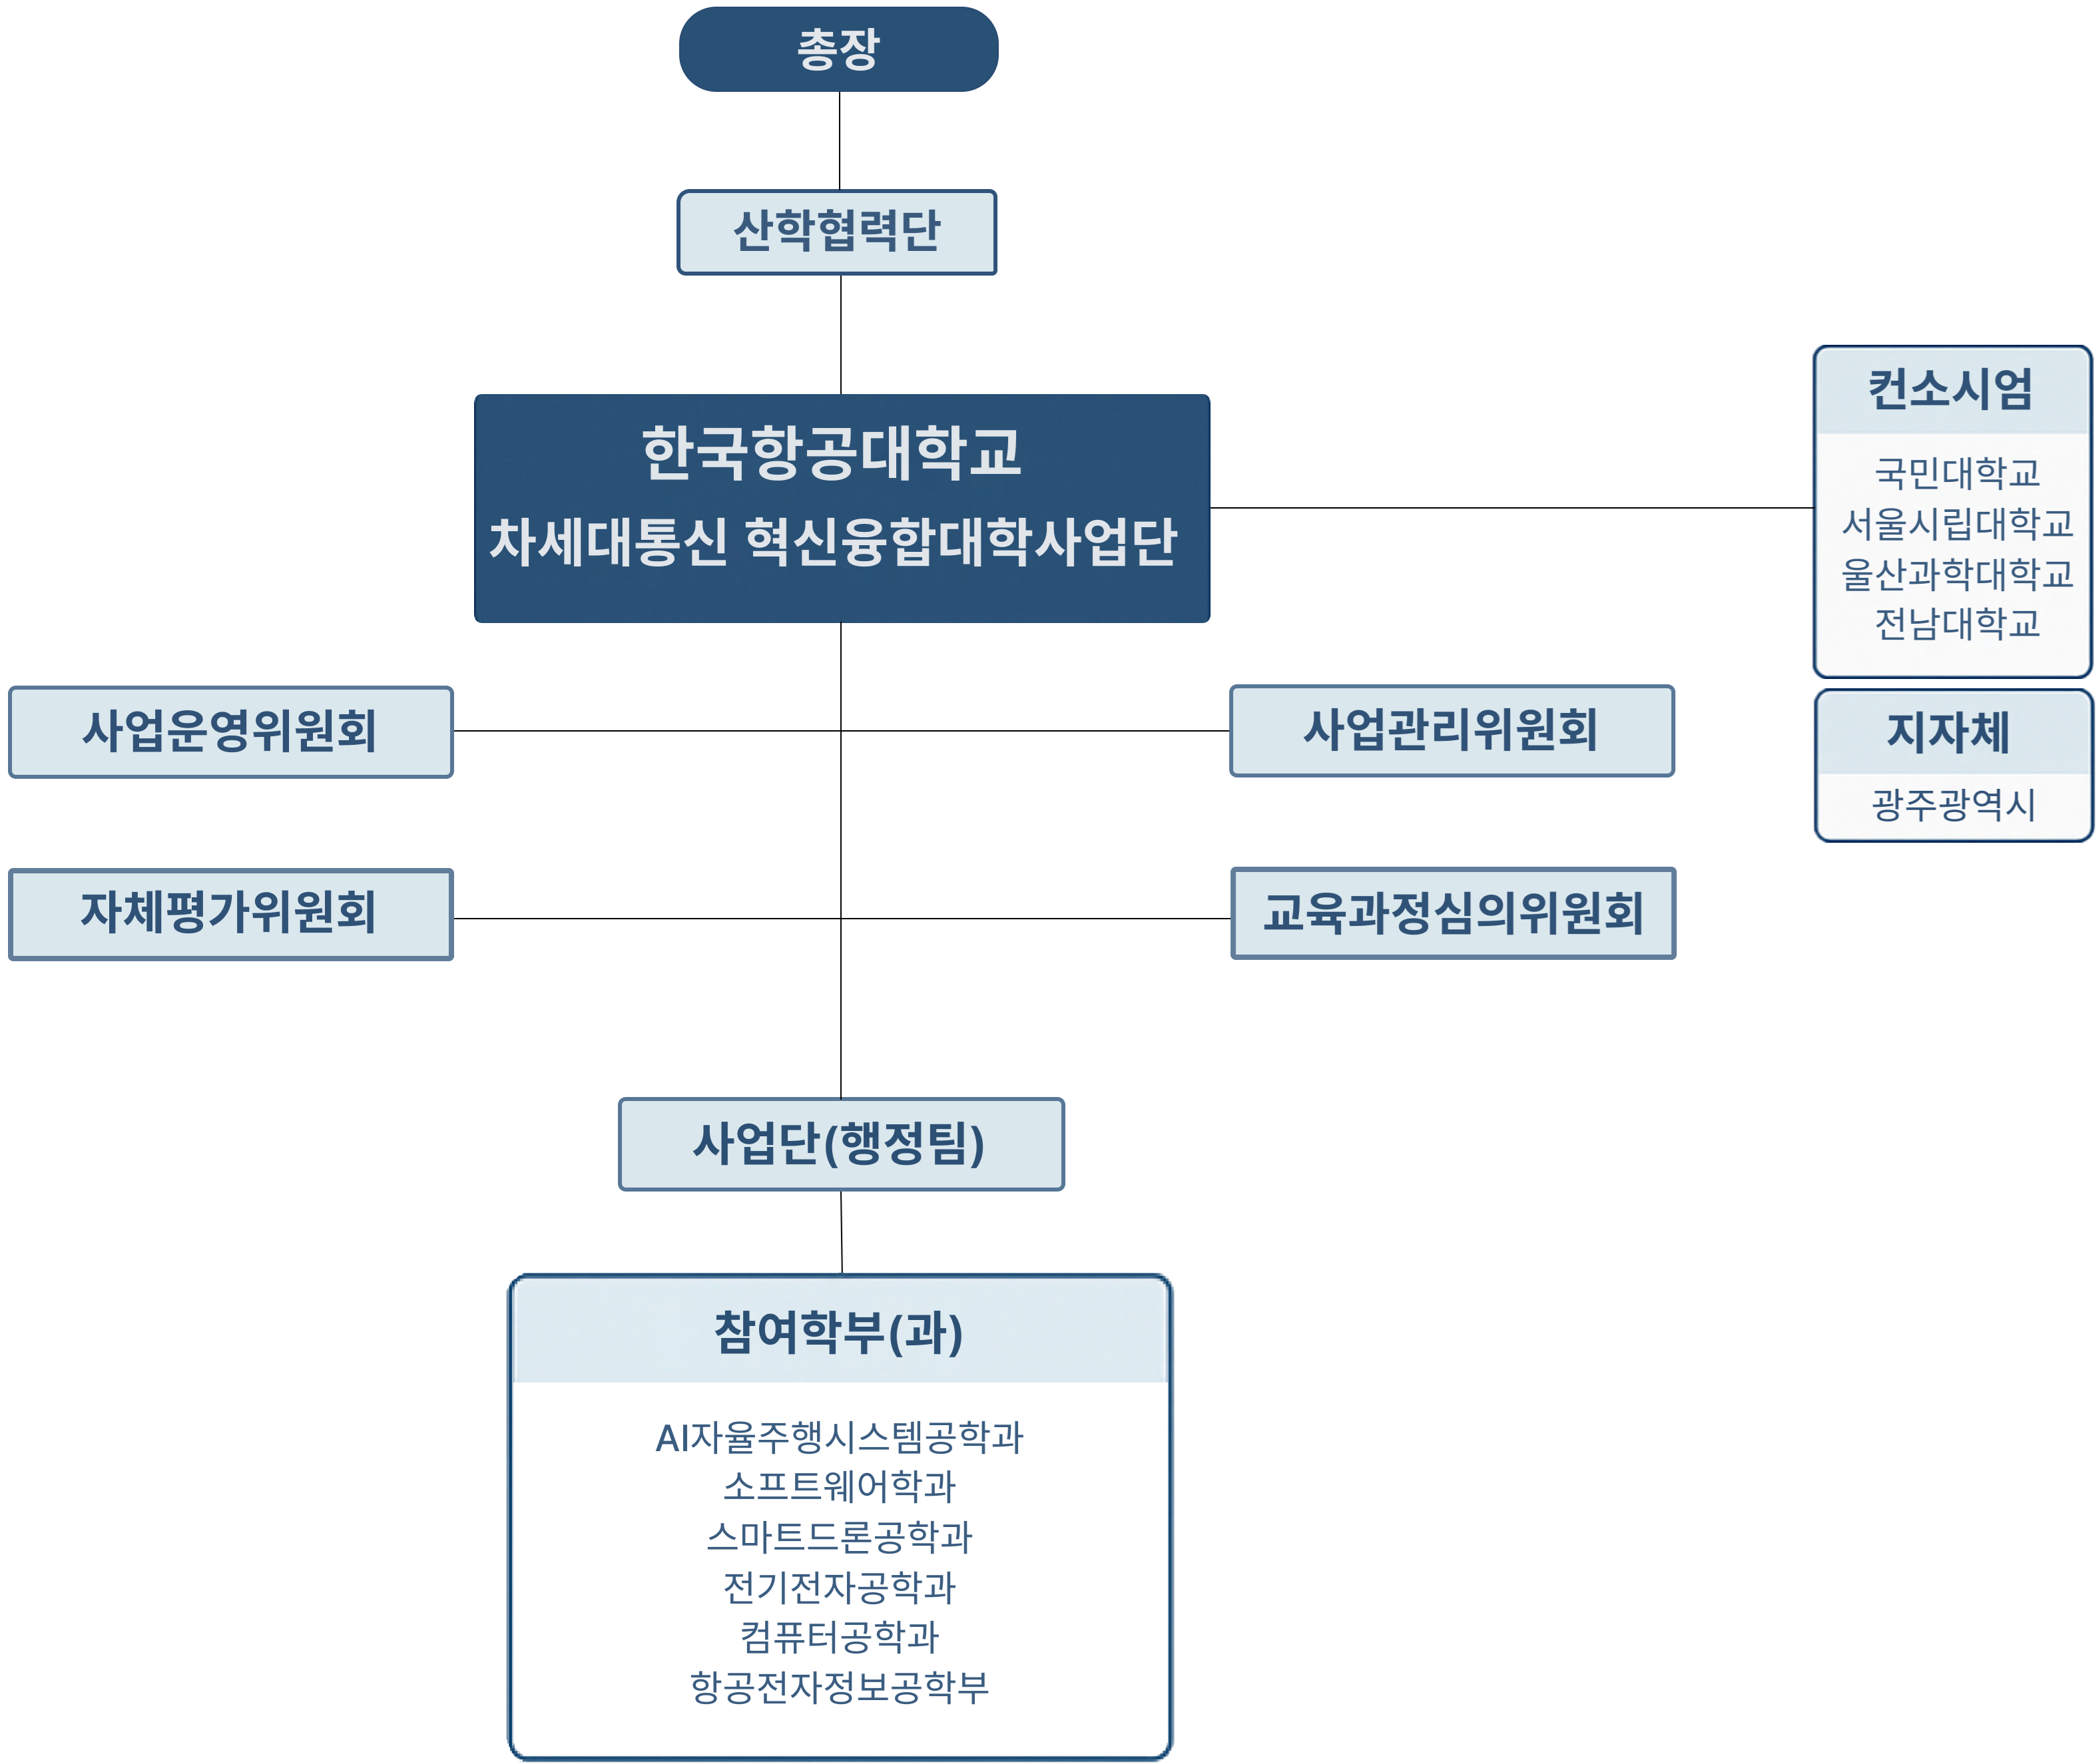 총장
산학협력단
한국항공대학교
차세대통신 혁신융합대학사업단
컨소시엄
국민대학교
서울시립대학교
울산과학대학교
전남대학교
지자체
광주광역시
사업운영위원회
사업관리위원회
자체평가위원회
교육과정심의위원회
사업단(행정팀)
참여학부(과)
AI자율주행시스템공학과
소프트웨어학과
스마트드론공학과
전기전자공학과
컴퓨터공학과
항공전자정보공학부